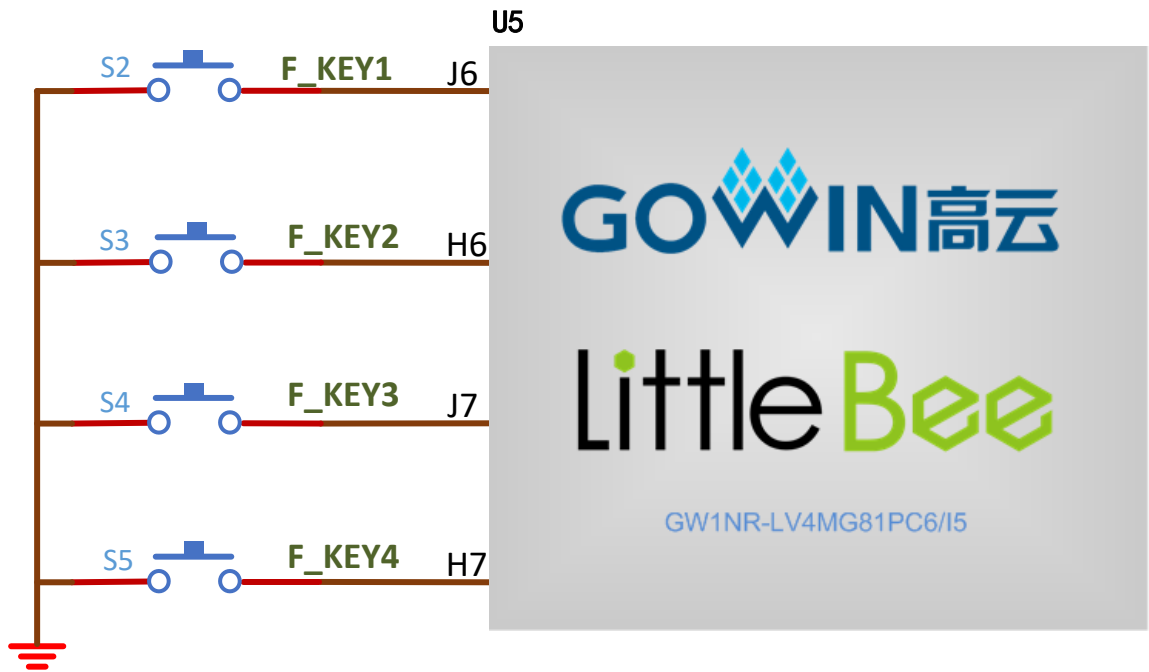 U5
S2 F_KEY1 J6
S3 F_KEY2 H6
GOWIN高云
S4 F_KEY3 J7
LittleBee
GW1NR-LV4MG81PC6/I5
S5 F_KEY4 H7